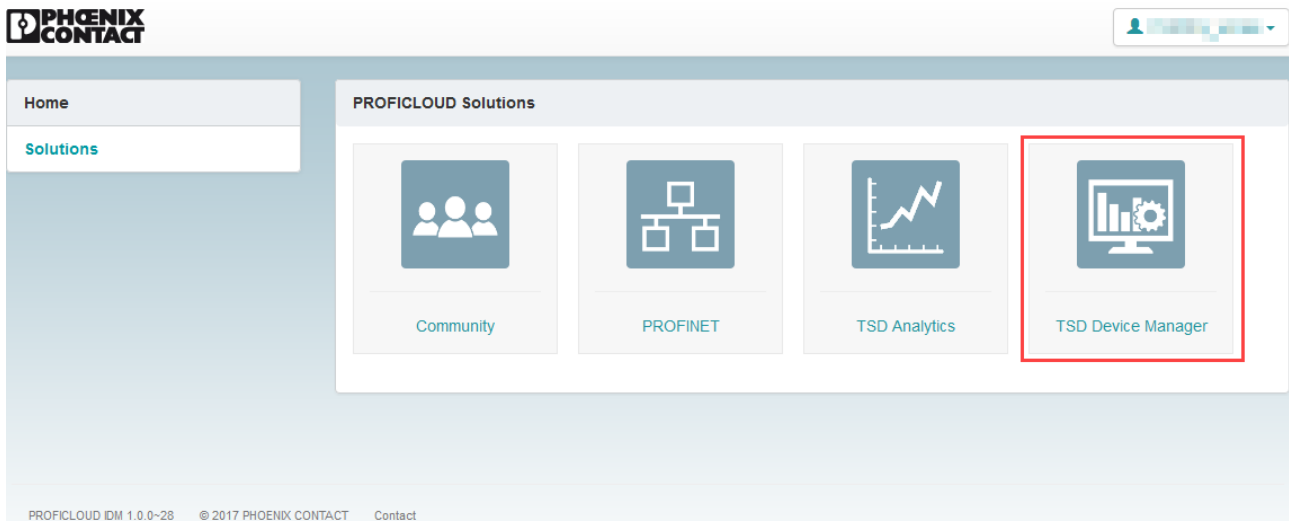 PHŒNIX
CONTACT
Home
Solutions
PROFICLOUD Solutions
Community
PROFINET
TSD Analytics
TSD Device Manager
PROFICLOUD IDM 1.0.0~28 © 2017 PHOENIX CONTACT Contact